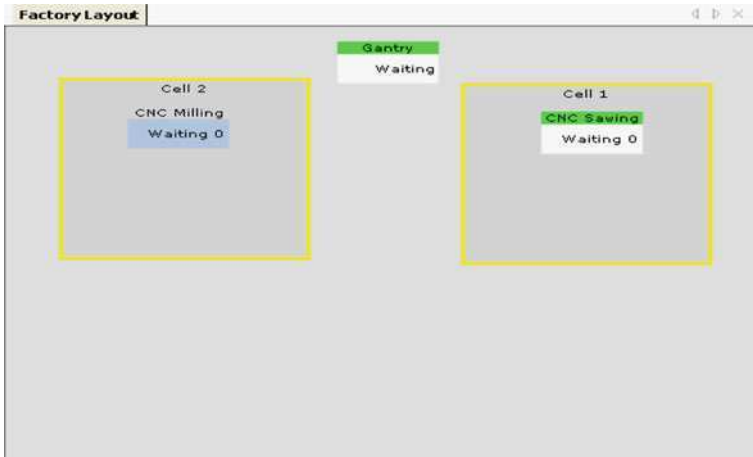 Factory Layout
Gantry
Waiting
Cell 2
CNC Milling
Waiting 0
Cell 1
CNC Sawing
Waiting 0